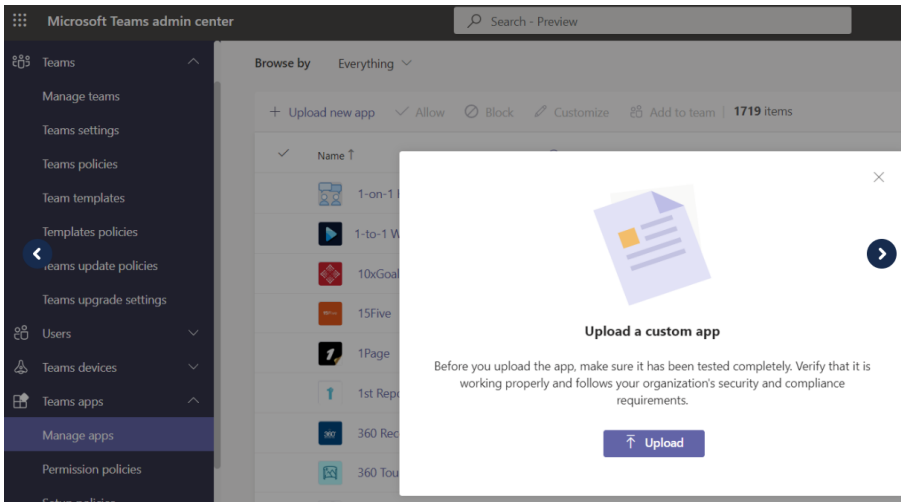 Microsoft Teams admin center
Search - Preview
Teams
Manage teams
Teams settings
Teams policies
Team templates
Templates policies
Teams update policies
Teams upgrade settings
Users
Teams devices
Teams apps
Manage apps
Permission policies
Browse by Everything
+ Upload new app Allow Block Customize Add to team | 1719 items
Name ↑
1-on-1
1-to-1 W
10xGoal
15Five
1Page
1st Repo
360 Rec
360 Tou
Upload a custom app
Before you upload the app, make sure it has been tested completely. Verify that it is
working properly and follows your organization's security and compliance
requirements.
Upload